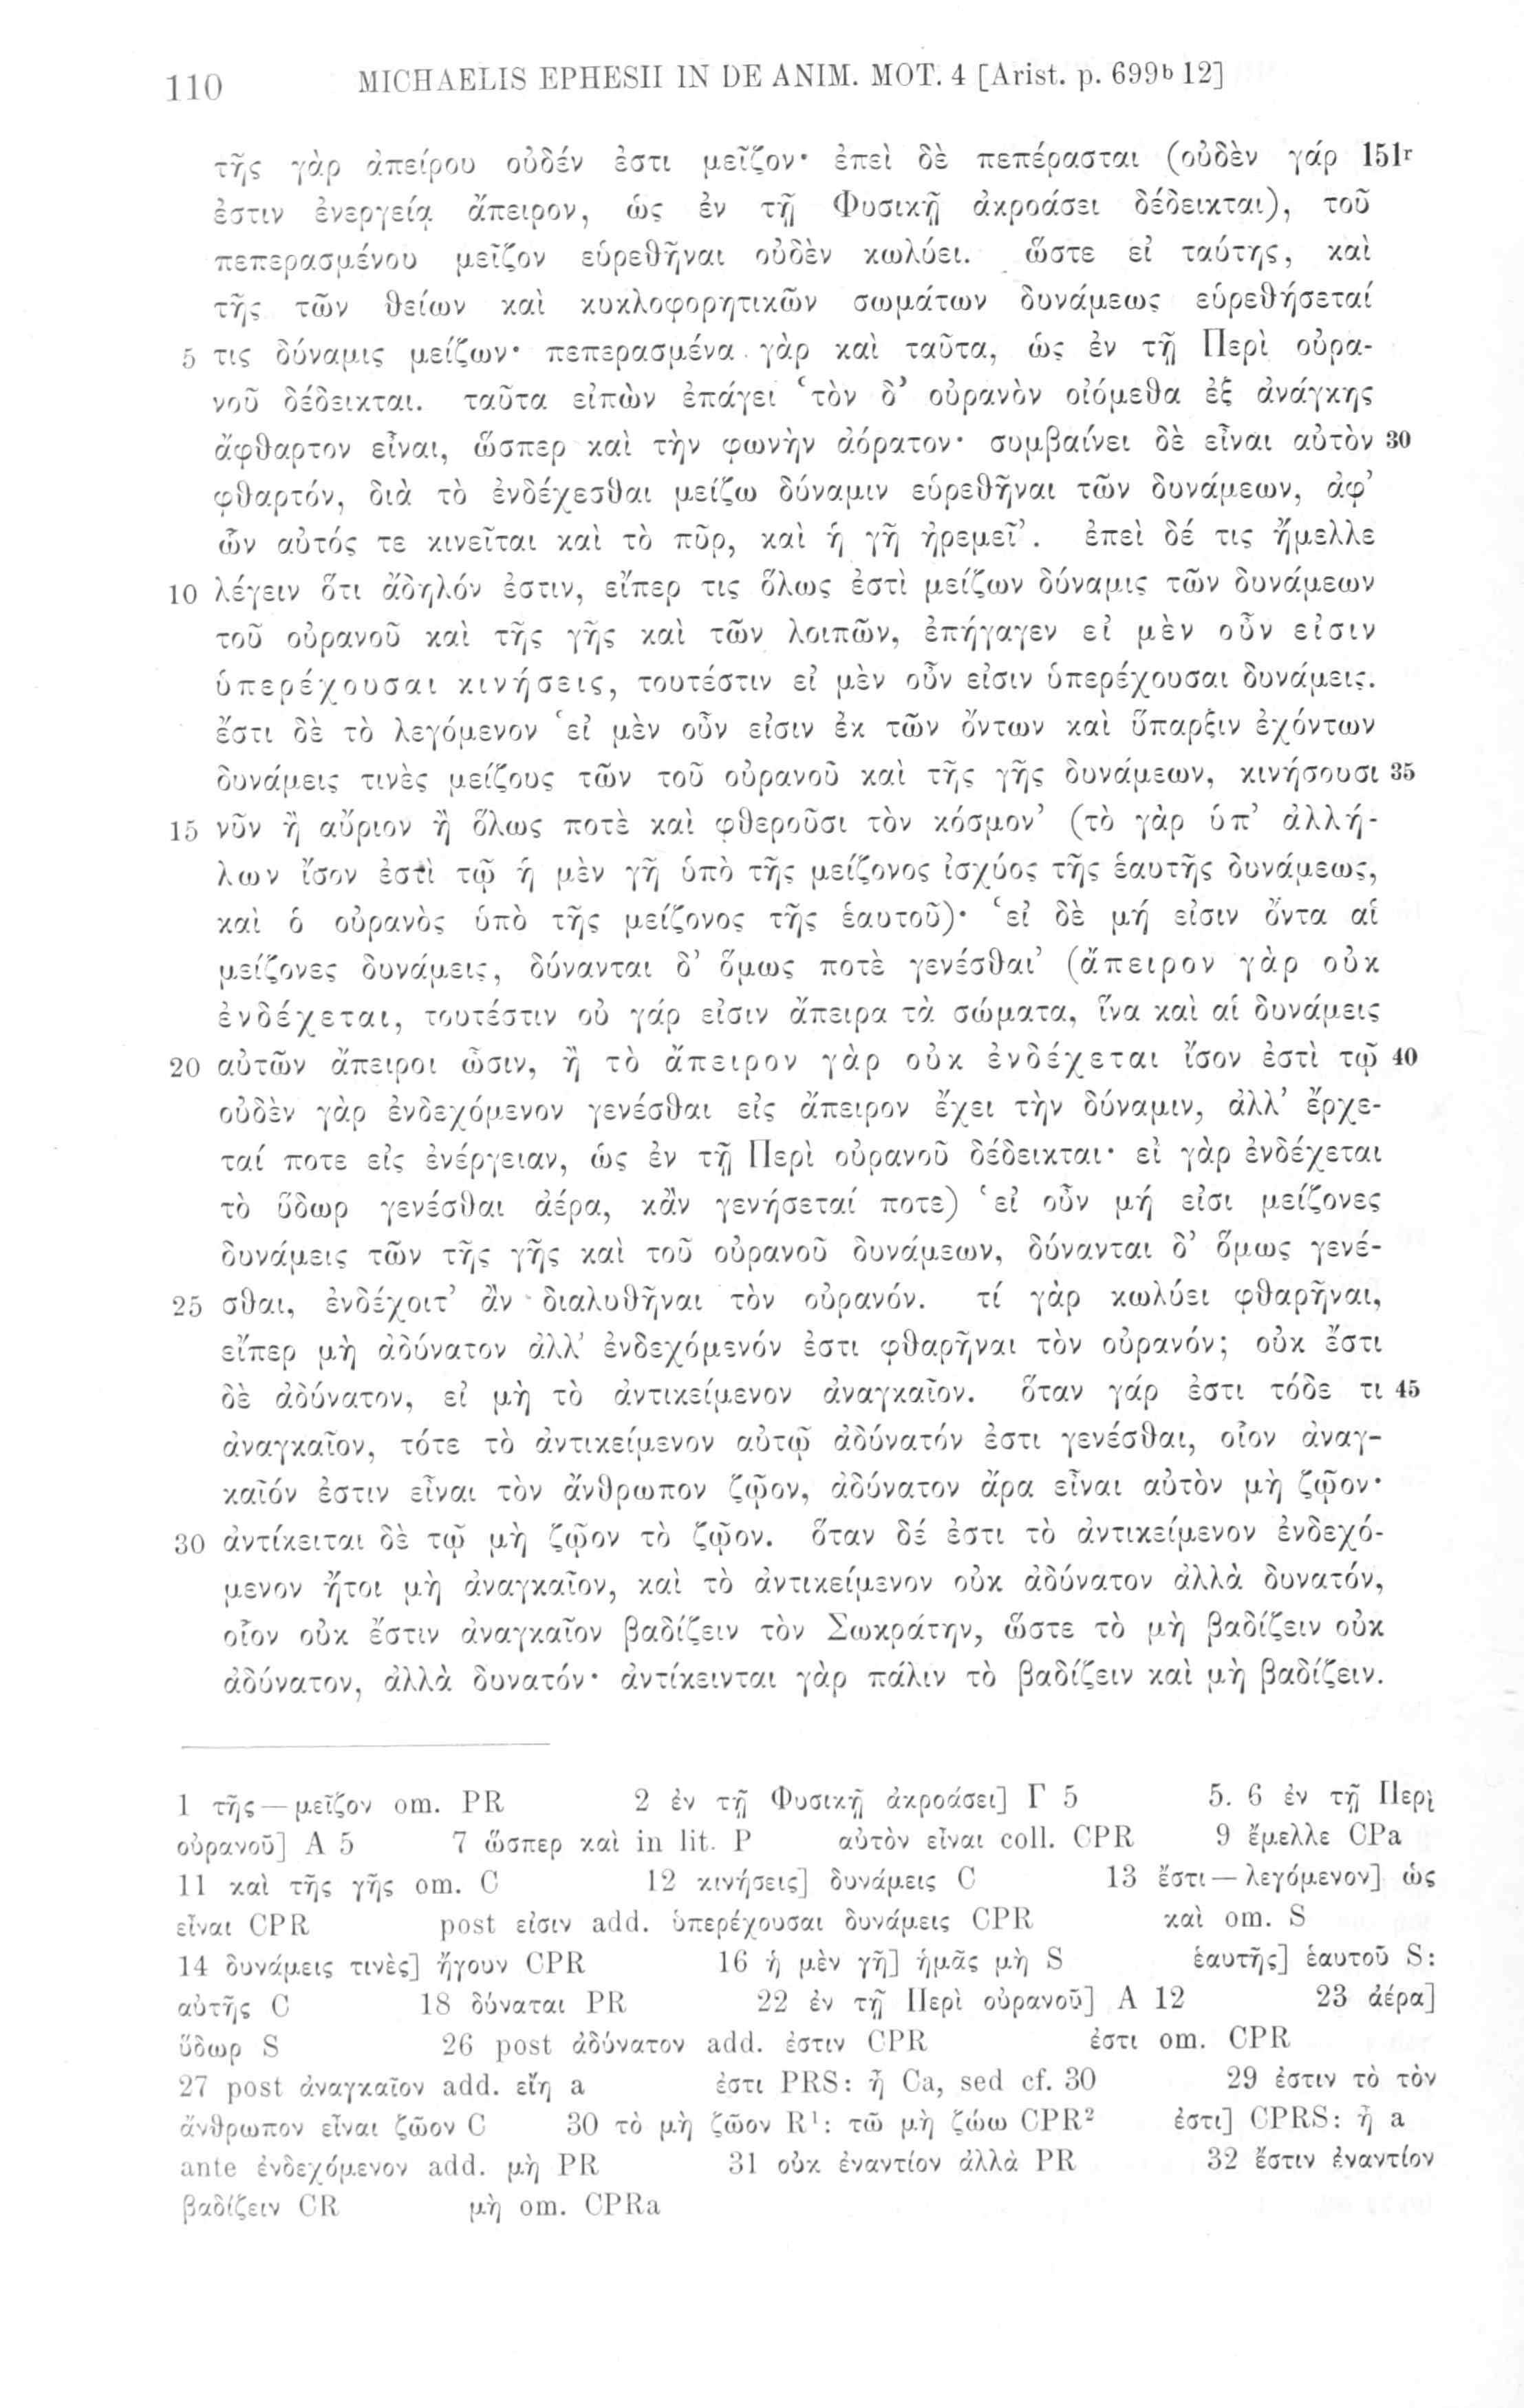 110 MICHAELIS EPHESII IN DE ANIM. MOT. 4 [Arist. p. 699ᵇ 12]
τῆς γὰρ ἀπείρου οὐδέν ἐστι μεῖζον· ἐπεὶ δὲ πεπέρασται (οὐδὲν γάρ 151ʳ
ἐστιν ἐνεργείᾳ ἄπειρον, ὡς ἐν τῇ Φυσικῇ ἀκροάσει δέδεικται), τοῦ
πεπερασμένου μεῖζον εὑρεθῆναι οὐδὲν κωλύει. ὥστε εἰ ταύτης, καὶ
τῆς τῶν θείων καὶ κυκλοφορητικῶν σωμάτων δυνάμεως εὑρεθήσεταί
5 τις δύναμις μείζων· πεπερασμένα γὰρ καὶ ταῦτα, ὡς ἐν τῇ Περὶ οὐρα-
νοῦ δέδεικται. ταῦτα εἰπὼν ἐπάγει ‘τὸν δ’ οὐρανὸν οἰόμεθα ἐξ ἀνάγκης
ἄφθαρτον εἶναι, ὥσπερ καὶ τὴν φωνὴν ἀόρατον· συμβαίνει δὲ εἶναι αὐτὸν 30
φθαρτόν, διὰ τὸ ἐνδέχεσθαι μείζω δύναμιν εὑρεθῆναι τῶν δυνάμεων, ἀφ’
ὧν αὐτός τε κινεῖται καὶ τὸ πῦρ, καὶ ἡ γῆ ἠρεμεῖ’. ἐπεὶ δέ τις ἤμελλε
10 λέγειν ὅτι ἄδηλόν ἐστιν, εἴπερ τις ὅλως ἐστὶ μείζων δύναμις τῶν δυνάμεων
τοῦ οὐρανοῦ καὶ τῆς γῆς καὶ τῶν λοιπῶν, ἐπήγαγεν εἰ μὲν οὖν εἰσιν
ὑπερέχουσαι κινήσεις, τουτέστιν εἰ μὲν οὖν εἰσιν ὑπερέχουσαι δυνάμεις.
ἔστι δὲ τὸ λεγόμενον ‘εἰ μὲν οὖν εἰσιν ἐκ τῶν ὄντων καὶ ὕπαρξιν ἐχόντων
δυνάμεις τινὲς μείζους τῶν τοῦ οὐρανοῦ καὶ τῆς γῆς δυνάμεων, κινήσουσι 35
15 νῦν ἢ αὔριον ἢ ὅλως ποτὲ καὶ φθεροῦσι τὸν κόσμον’ (τὸ γὰρ ὑπ’ ἀλλή-
λων ἴσον ἐστὶ τῷ ἡ μὲν γῆ ὑπὸ τῆς μείζονος ἰσχύος τῆς ἑαυτῆς δυνάμεως,
καὶ ὁ οὐρανὸς ὑπὸ τῆς μείζονος τῆς ἑαυτοῦ)· ‘εἰ δὲ μή εἰσιν ὄντα αἱ
μείζονες δυνάμεις, δύνανται δ’ ὅμως ποτὲ γενέσθαι’ (ἄπειρον γὰρ οὐκ
ἐνδέχεται, τουτέστιν οὐ γάρ εἰσιν ἄπειρα τὰ σώματα, ἵνα καὶ αἱ δυνάμεις
20 αὐτῶν ἄπειροι ὦσιν, ἢ τὸ ἄπειρον γὰρ οὐκ ἐνδέχεται ἴσον ἐστὶ τῷ 40
οὐδὲν γὰρ ἐνδεχόμενον γενέσθαι εἰς ἄπειρον ἔχει τὴν δύναμιν, ἀλλ’ ἔρχε-
ταί ποτε εἰς ἐνέργειαν, ὡς ἐν τῇ Περὶ οὐρανοῦ δέδεικται· εἰ γὰρ ἐνδέχεται
τὸ ὕδωρ γενέσθαι ἀέρα, κἂν γενήσεταί ποτε) ‘εἰ οὖν μή εἰσι μείζονες
δυνάμεις τῶν τῆς γῆς καὶ τοῦ οὐρανοῦ δυνάμεων, δύνανται δ’ ὅμως γενέ-
25 σθαι, ἐνδέχοιτ’ ἂν διαλυθῆναι τὸν οὐρανόν. τί γὰρ κωλύει φθαρῆναι,
εἴπερ μὴ ἀδύνατον ἀλλ’ ἐνδεχόμενόν ἐστι φθαρῆναι τὸν οὐρανόν; οὐκ ἔστι
δὲ ἀδύνατον, εἰ μὴ τὸ ἀντικείμενον ἀναγκαῖον. ὅταν γάρ ἐστι τόδε τι 45
ἀναγκαῖον, τότε τὸ ἀντικείμενον αὐτῷ ἀδύνατόν ἐστι γενέσθαι, οἷον ἀναγ-
καῖόν ἐστιν εἶναι τὸν ἄνθρωπον ζῷον, ἀδύνατον ἄρα εἶναι αὐτὸν μὴ ζῷον·
30 ἀντίκειται δὲ τῷ μὴ ζῷον τὸ ζῷον. ὅταν δέ ἐστι τὸ ἀντικείμενον ἐνδεχό-
μενον ἤτοι μὴ ἀναγκαῖον, καὶ τὸ ἀντικείμενον οὐκ ἀδύνατον ἀλλὰ δυνατόν,
οἷον οὐκ ἔστιν ἀναγκαῖον βαδίζειν τὸν Σωκράτην, ὥστε τὸ μὴ βαδίζειν οὐκ
ἀδύνατον, ἀλλὰ δυνατόν· ἀντίκεινται γὰρ πάλιν τὸ βαδίζειν καὶ μὴ βαδίζειν.
1 τῆς — μεῖζον om. PR 2 ἐν τῇ Φυσικῇ ἀκροάσει] Γ 5 5. 6 ἐν τῇ Περὶ
οὐρανοῦ] Α 5 7 ὥσπερ καὶ in lit. P αὐτὸν εἶναι coll. CPR 9 ἔμελλε CPa
11 καὶ τῆς γῆς om. C 12 κινήσεις] δυνάμεις C 13 ἔστι — λεγόμενον] ὡς
εἶναι CPR post εἰσιν add. ὑπερέχουσαι δυνάμεις CPR καὶ om. S
14 δυνάμεις τινὲς] ἤγουν CPR 16 ἡ μὲν γῆ] ἡμᾶς μὴ S ἑαυτῆς] ἑαυτοῦ S:
αὐτῆς C 18 δύναται PR 22 ἐν τῇ Περὶ οὐρανοῦ] Α 12 23 ἀέρα]
ὕδωρ S 26 post ἀδύνατον add. ἐστιν CPR ἐστι om. CPR
27 post ἀναγκαῖον add. εἴη a ἐστι PRS: ᾖ Ca, sed cf. 30 29 ἐστιν τὸ τὸν
ἄνθρωπον εἶναι ζῶον C 30 τὸ μὴ ζῶον R¹: τῶ μὴ ζώω CPR² ἐστι] CPRS: ᾖ a
ante ἐνδεχόμενον add. μὴ PR 31 οὐκ ἐναντίον ἀλλὰ PR 32 ἔστιν ἐναντίον
βαδίζειν CR μὴ om. CPRa